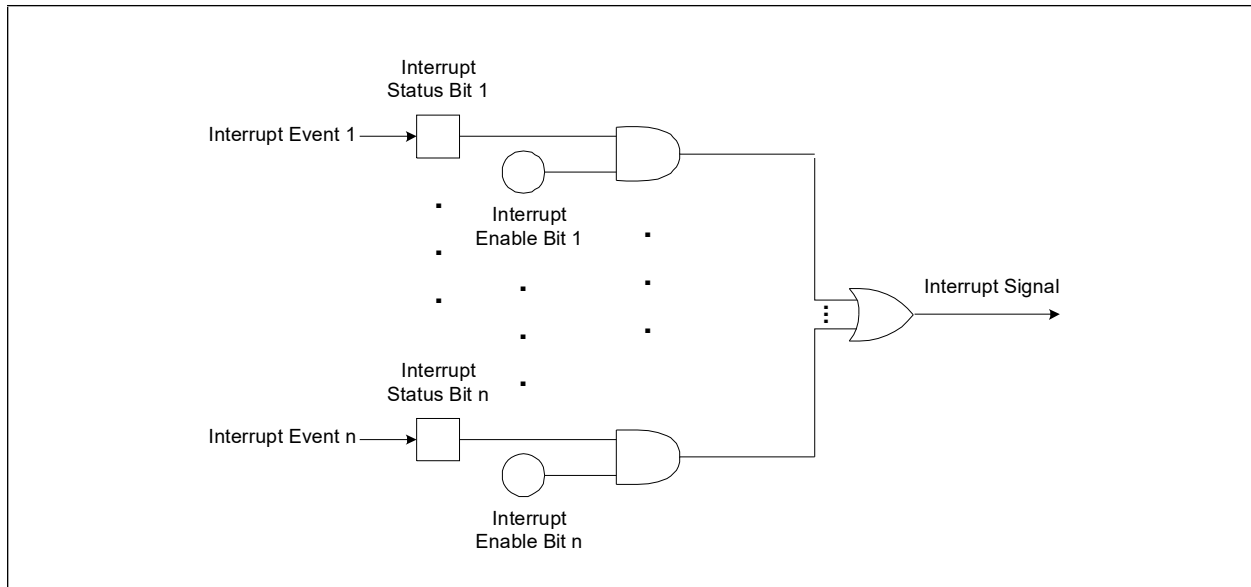 Interrupt
Status Bit 1
Interrupt Event 1
Interrupt
Enable Bit 1
Interrupt Signal
Interrupt
Status Bit n
Interrupt Event n
Interrupt
Enable Bit n